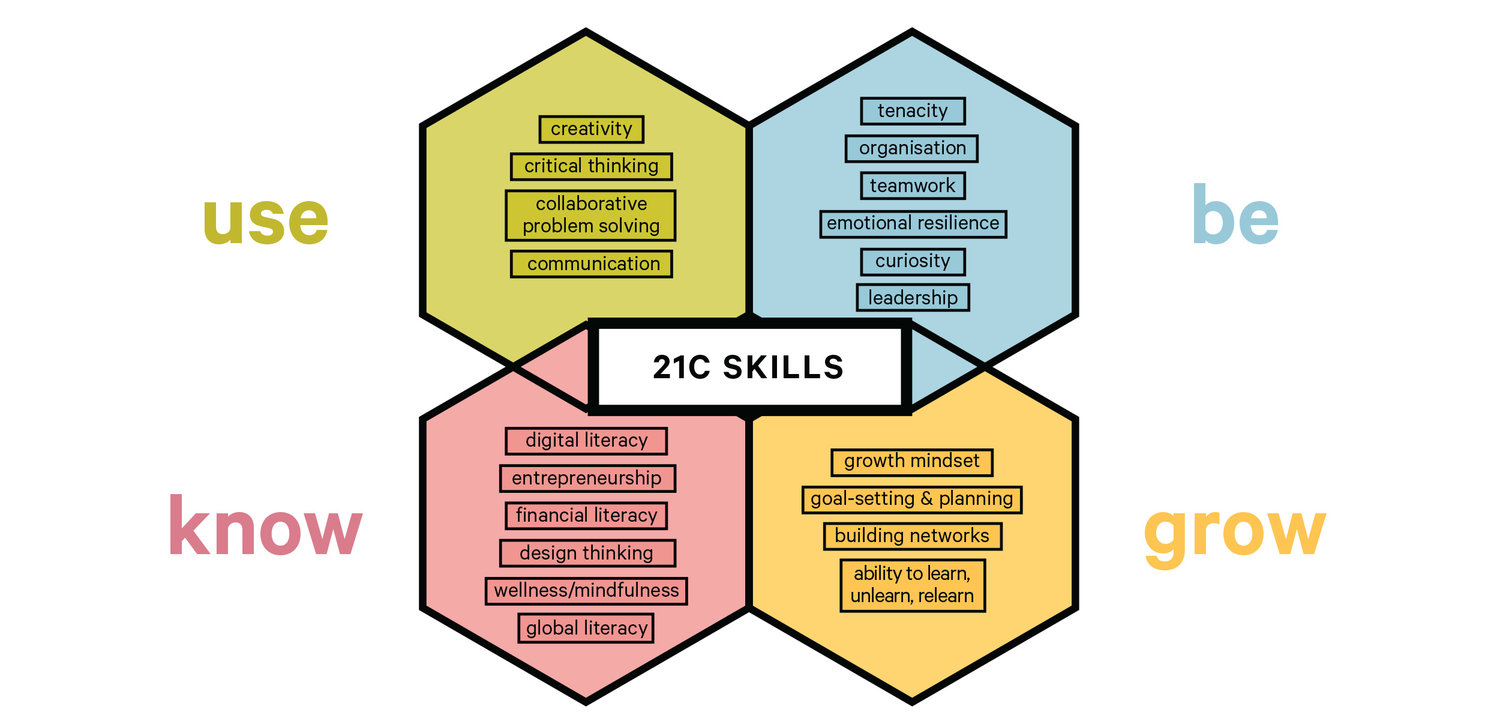 use
creativity
critical thinking
collaborative
problem solving
communication
tenacity
organisation
teamwork
emotional resilience
curiosity
leadership
be
21C SKILLS
know
digital literacy
entrepreneurship
financial literacy
design thinking
wellness/mindfulness
global literacy
growth mindset
goal-setting & planning
building networks
ability to learn,
unlearn, relearn
grow